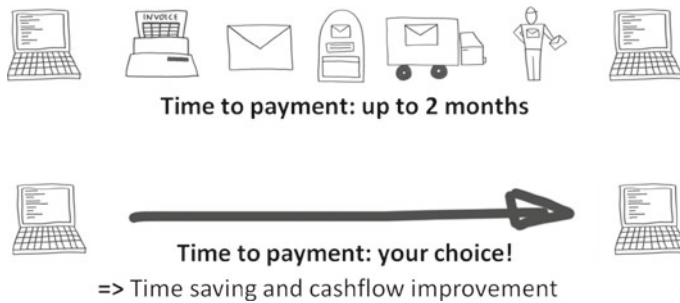 INVOICE
Time to payment: up to 2 months
Time to payment: your choice!
=> Time saving and cashflow improvement